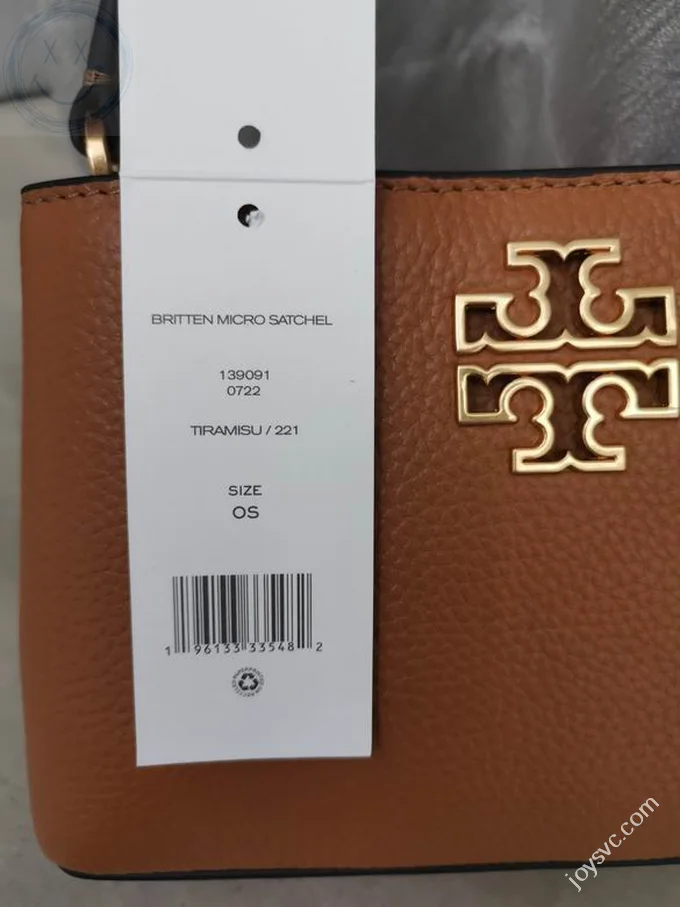 BRITTEN MICRO SATCHEL
139091
0722
TIRAMISU / 221
SIZE
OS
1 96133 33548 2
joysvc.com